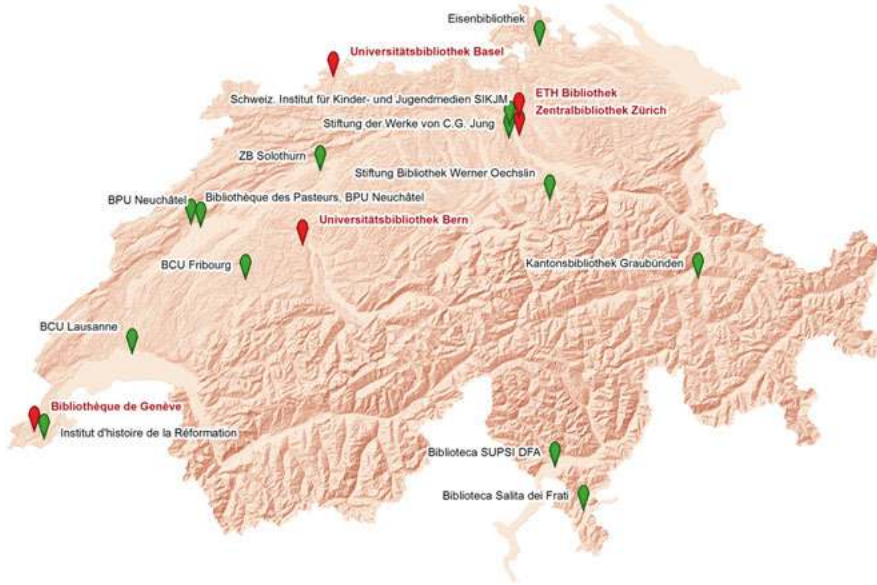 Eisenbibliothek
Universitätsbibliothek Basel
ETH Bibliothek
Schweiz. Institut für Kinder- und Jugendmedien SIKJM
Zentralbibliothek Zürich
Stiftung der Werke von C.G. Jung
ZB Solothurn
Stiftung Bibliothek Werner Oechslin
BPU Neuchâtel
Bibliothèque des Pasteurs, BPU Neuchâtel
Universitätsbibliothek Bern
BCU Fribourg
Kantonsbibliothek Graubünden
BCU Lausanne
Bibliothèque de Genève
Institut d'histoire de la Réformation
Biblioteca SUPSI DFA
Biblioteca Salita dei Frati